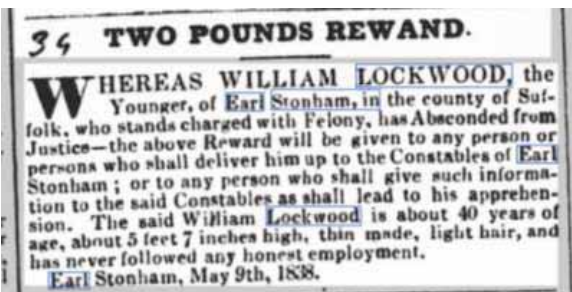 34 TWO POUNDS REWAND.
WHEREAS WILLIAM LOCKWOOD, the
Younger, of Earl Stonham, in the county of Suf-
folk, who stands charged with Felony, has Absconded from
Justice—the above Reward will be given to any person or
persons who shall deliver him up to the Constables of Earl
Stonham; or to any person who shall give such informa-
tion to the said Constables as shall lead to his apprehen-
sion. The said William Lockwood is about 40 years of
age, about 5 feet 7 inches high, thin made, light hair, and
has never followed any honest employment.
Earl Stonham, May 9th, 1838.